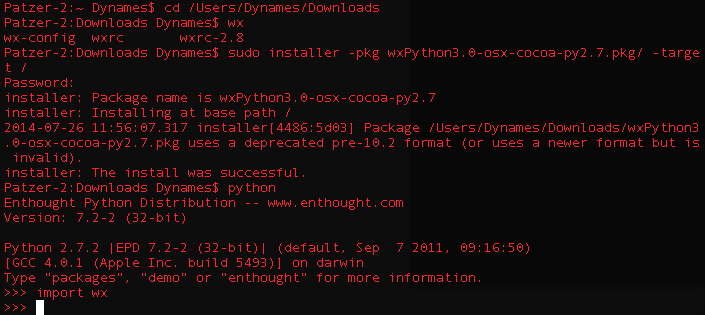 Patzer-2:~ Dynames$ cd /Users/Dynames/Downloads
Patzer-2:Downloads Dynames$ wx
wx-config  wxrc       wxrc-2.8
Patzer-2:Downloads Dynames$ sudo installer -pkg wxPython3.0-osx-cocoa-py2.7.pkg/ -targe
t /
Password:
installer: Package name is wxPython3.0-osx-cocoa-py2.7
installer: Installing at base path /
2014-07-26 11:56:07.317 installer[4486:5d03] Package /Users/Dynames/Downloads/wxPython3
.0-osx-cocoa-py2.7.pkg uses a deprecated pre-10.2 format (or uses a newer format but is
 invalid).
installer: The install was successful.
Patzer-2:Downloads Dynames$ python
Enthought Python Distribution -- www.enthought.com
Version: 7.2-2 (32-bit)

Python 2.7.2 |EPD 7.2-2 (32-bit)| (default, Sep  7 2011, 09:16:50)
[GCC 4.0.1 (Apple Inc. build 5493)] on darwin
Type "packages", "demo" or "enthought" for more information.
>>> import wx
>>>